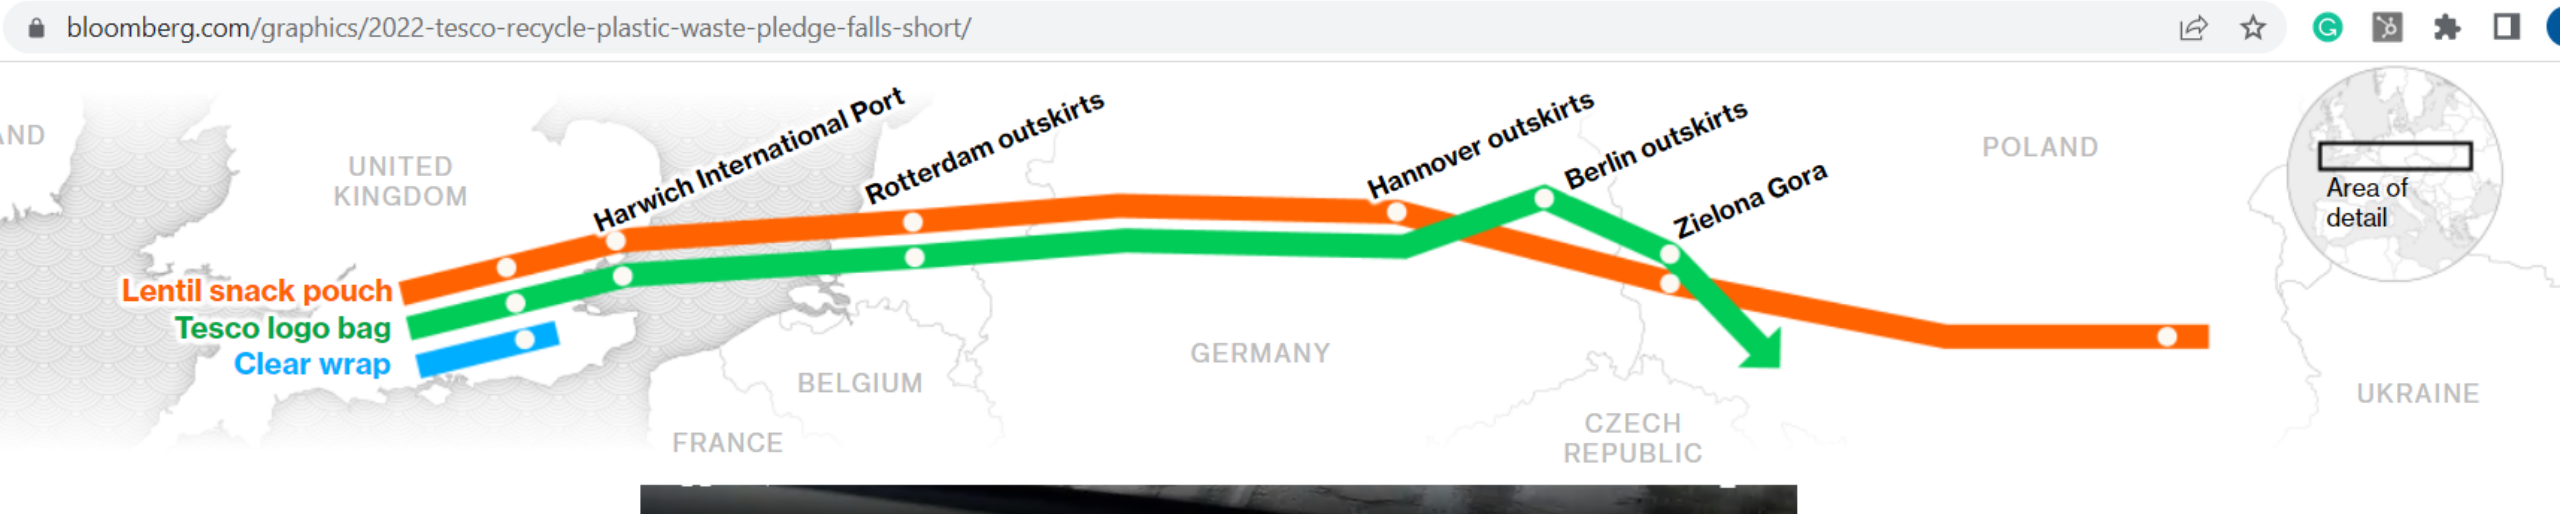 bloomberg.com/graphics/2022-tesco-recycle-plastic-waste-pledge-falls-short/
AND
UNITED
KINGDOM
Harwich International Port
Rotterdam outskirts
Hannover outskirts
Berlin outskirts
Zielona Gora
POLAND
Area of
detail
Lentil snack pouch
Tesco logo bag
Clear wrap
BELGIUM
GERMANY
FRANCE
CZECH
REPUBLIC
UKRAINE